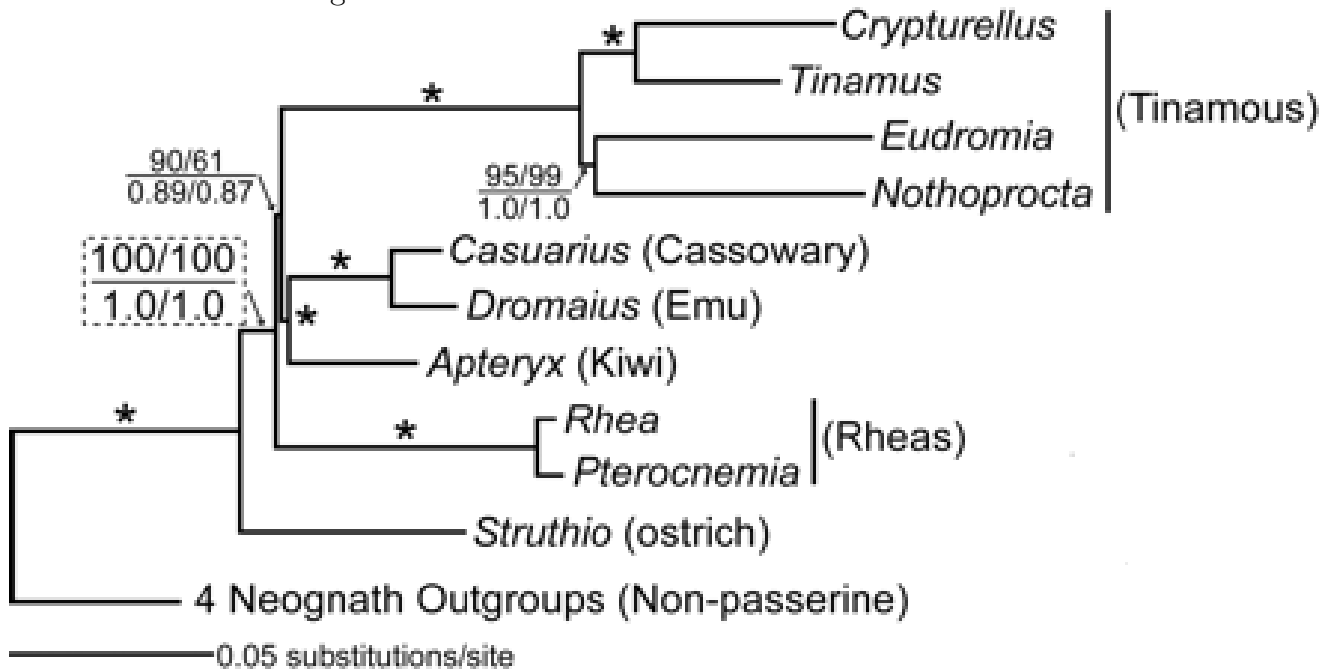 Crypturellus
*
Tinamus
*
(Tinamous)
Eudromia
90/61
0.89/0.87
95/99
1.0/1.0
Nothoprocta
100/100
1.0/1.0
*
Casuarius (Cassowary)
Dromaius (Emu)
*
Apteryx (Kiwi)
*
*
Rhea
(Rheas)
Pterocnemia
Struthio (ostrich)
4 Neognath Outgroups (Non-passerine)
0.05 substitutions/site